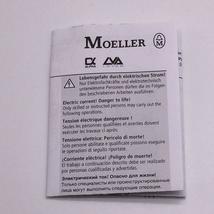 MOELLER
Lebensgefahr durch elektrischen Strom!
Nur Elektrofachkräfte und elektrotechnisch
unterwiesene Personen dürfen die im Folgen-
den beschriebenen Arbeiten ausführen.
Electric current! Danger to life!
Only skilled or instructed persons may carry out the
following operations.
Tension électrique dangereuse !
Seules les personnes qualifiées et averties doivent
exécuter les travaux ci-après
Tensione elettrica: Pericolo di morte!
Solo persone abilitate e qualificate possono
eseguire le operazioni di seguito riportate.
¡Corriente eléctrica! ¡Peligro de muerte!
El trabajo a continuación descrito debe ser
realizado por personas cualificadas y advertidas.
Электрический ток! Опасно для жизни!
Только специалисты или проинструктированные
лица могут выполнять следующие операции.